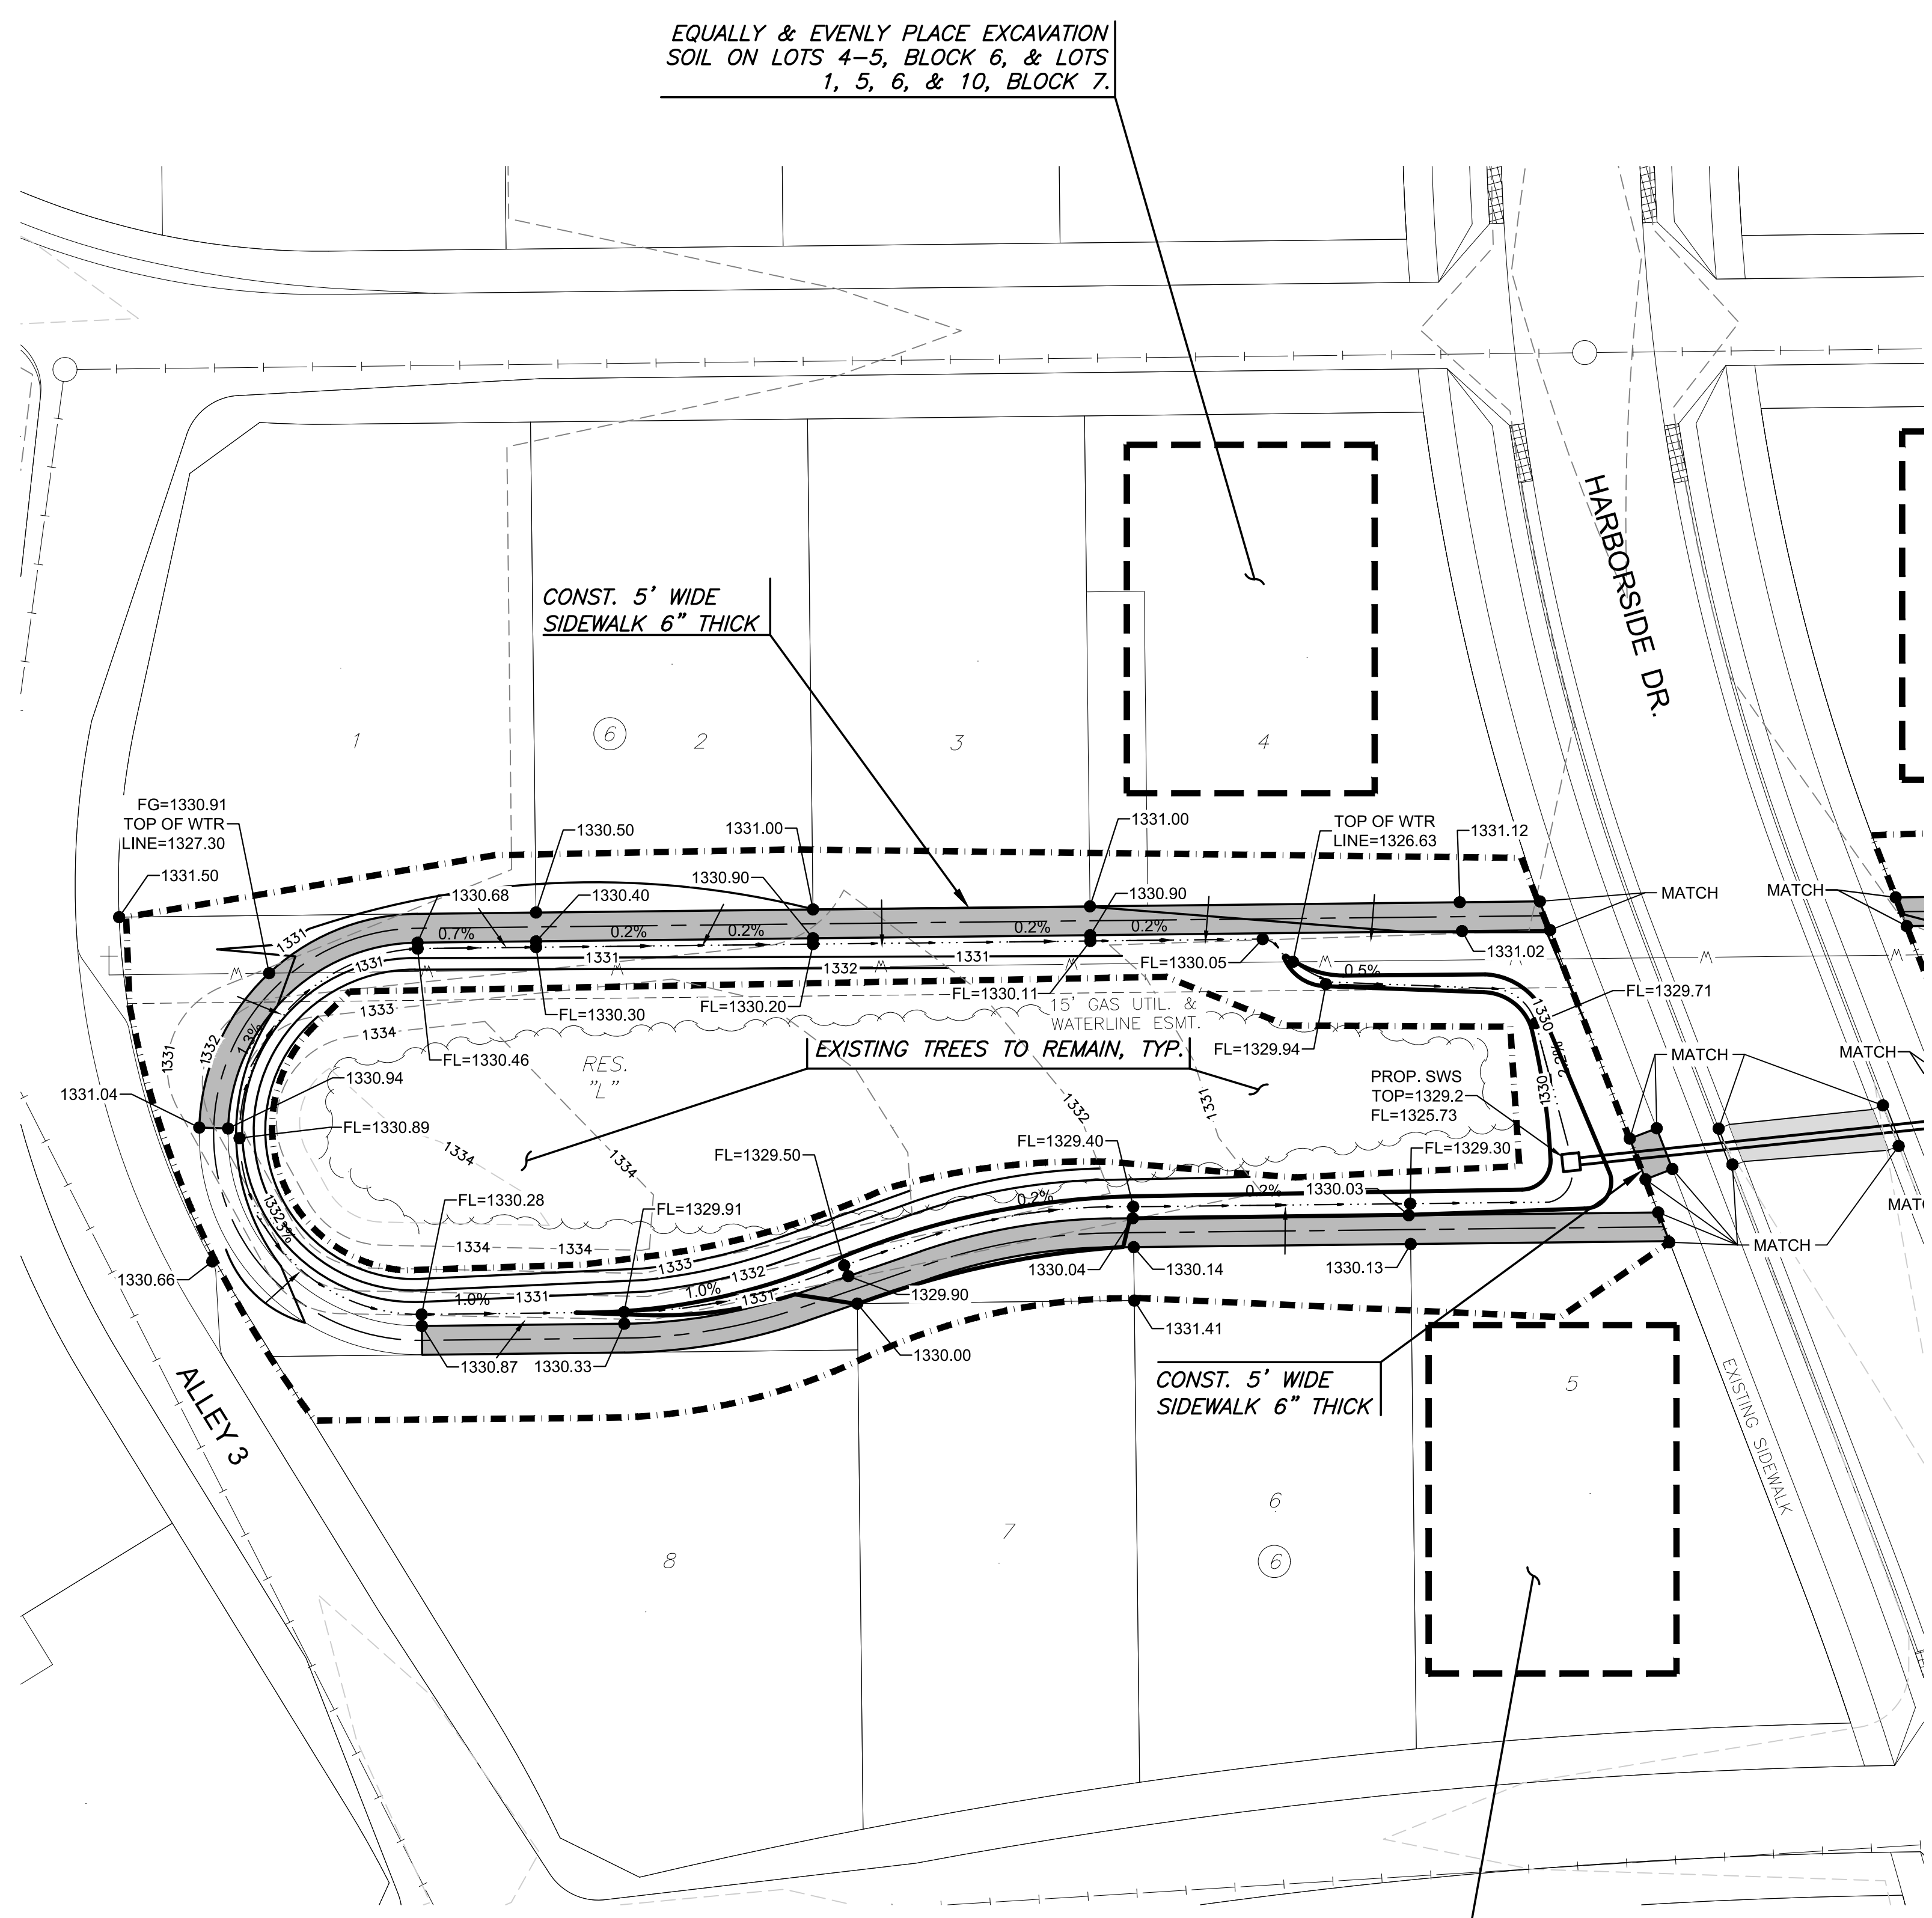 EQUALLY & EVENLY PLACE EXCAVATION
SOIL ON LOTS 4-5, BLOCK 6, & LOTS
1, 5, 6, & 10, BLOCK 7.
HARBORSIDE DR.
CONST. 5' WIDE
SIDEWALK 6" THICK
1
6
2
3
4
FG=1330.91
TOP OF WTR
LINE=1327.30
1331.50
1330.50
1331.00
1331.00
TOP OF WTR
LINE=1326.63
1331.12
MATCH
MATCH
1330.68
1330.40
1330.90
1330.90
0.7%
0.2%
0.2%
0.2%
0.2%
1331
1331.02
1331
1331
1331
1332
FL=1330.05
0.5%
FL=1330.11
FL=1329.71
1333
FL=1330.20
FL=1330.30
15' GAS UTIL. &
WATERLINE ESMT.
1334
1330
1331
1332
1.3%
FL=1330.46
EXISTING TREES TO REMAIN, TYP.
FL=1329.94
MATCH
MATCH
RES.
"L"
1330.94
1331.04
PROP. SWS
TOP=1329.2
FL=1325.73
1330
1332
1331
FL=1330.89
FL=1329.40
FL=1329.30
1334
1334
FL=1329.50
FL=1330.28
FL=1329.91
0.2%
0.2%
1330.03
1332
1334
1334
1333
1332
MATCH
1330.66
1330.04
1330.14
1330.13
1.0%
1331
1.0%
1331
1329.90
1331.41
1330.87
1330.33
1330.00
CONST. 5' WIDE
SIDEWALK 6" THICK
ALLEY 3
EXISTING SIDEWALK
5
6
7
8
6